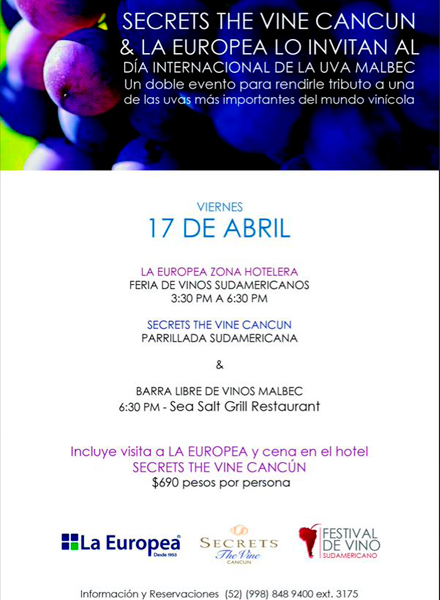 SECRETS THE VINE CANCUN
& LA EUROPEA LO INVITAN AL
DÍA INTERNACIONAL DE LA UVA MALBEC
Un doble evento para rendirle tributo a una
de las uvas más importantes del mundo vinícola
VIERNES
17 DE ABRIL
LA EUROPEA ZONA HOTELERA
FERIA DE VINOS SUDAMERICANOS
3:30 PM A 6:30 PM
SECRETS THE VINE CANCUN
PARRILLADA SUDAMERICANA
&
BARRA LIBRE DE VINOS MALBEC
6:30 PM - Sea Salt Grill Restaurant
Incluye visita a LA EUROPEA y cena en el hotel
SECRETS THE VINE CANCÚN
$690 pesos por persona
La Europea
Desde 1953
SECRETS
The Vine
CANCUN
FESTIVAL
DE VINO
SUDAMERICANO
Información y Reservaciones (52) (998) 848 9400 ext. 3175